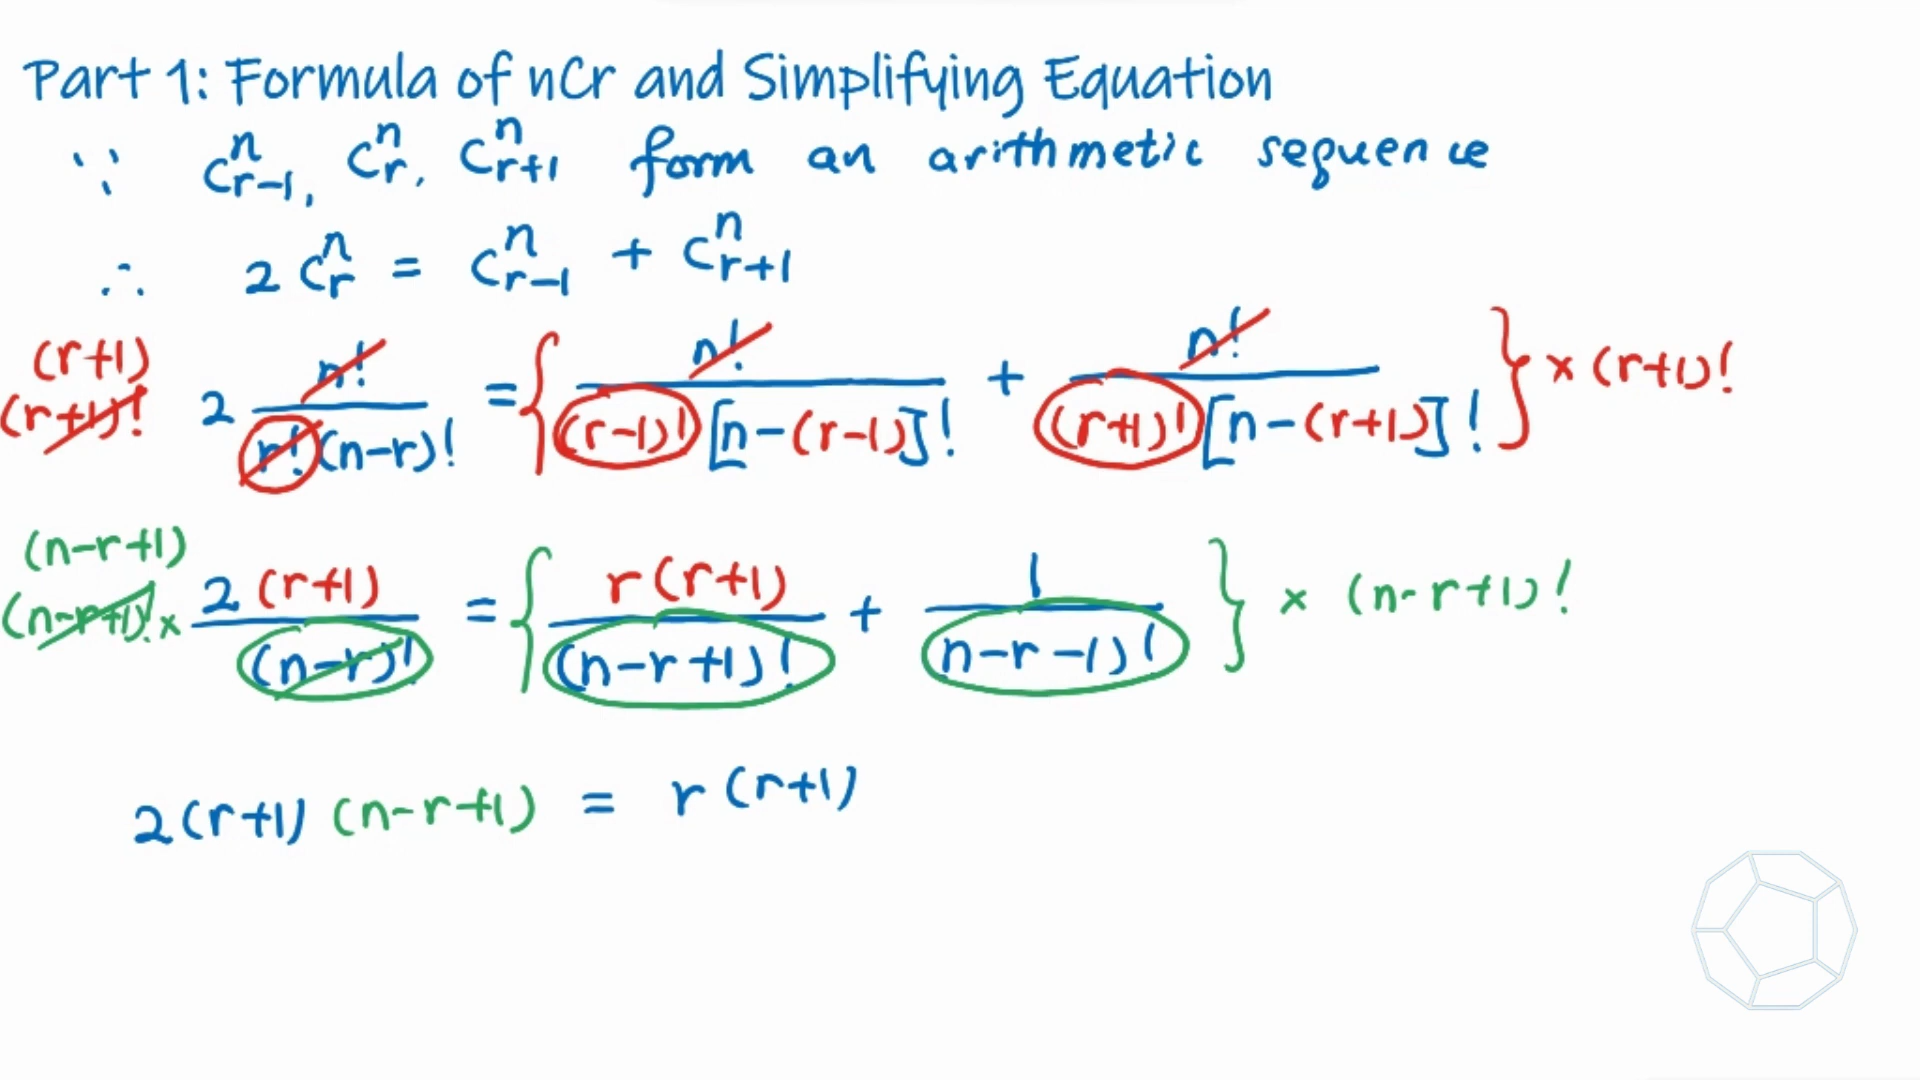 Part 1: Formula of nCr and Simplifying Equation
∵ C^n_{r-1}, C^n_r, C^n_{r+1} form an arithmetic sequence
∴ 2 C^n_r = C^n_{r-1} + C^n_{r+1}
(r+1)
(r+1)! 2 n!/(r!(n-r)!) = { n!/((r-1)![n-(r-1)]!) + n!/((r+1)![n-(r+1)]!) } × (r+1)!
(n-r+1)
(n-r+1)! × 2(r+1)/(n-r)! = { r(r+1)/(n-r+1)! + 1/n-r-1)! } × (n-r+1)!
2(r+1)(n-r+1) = r(r+1)